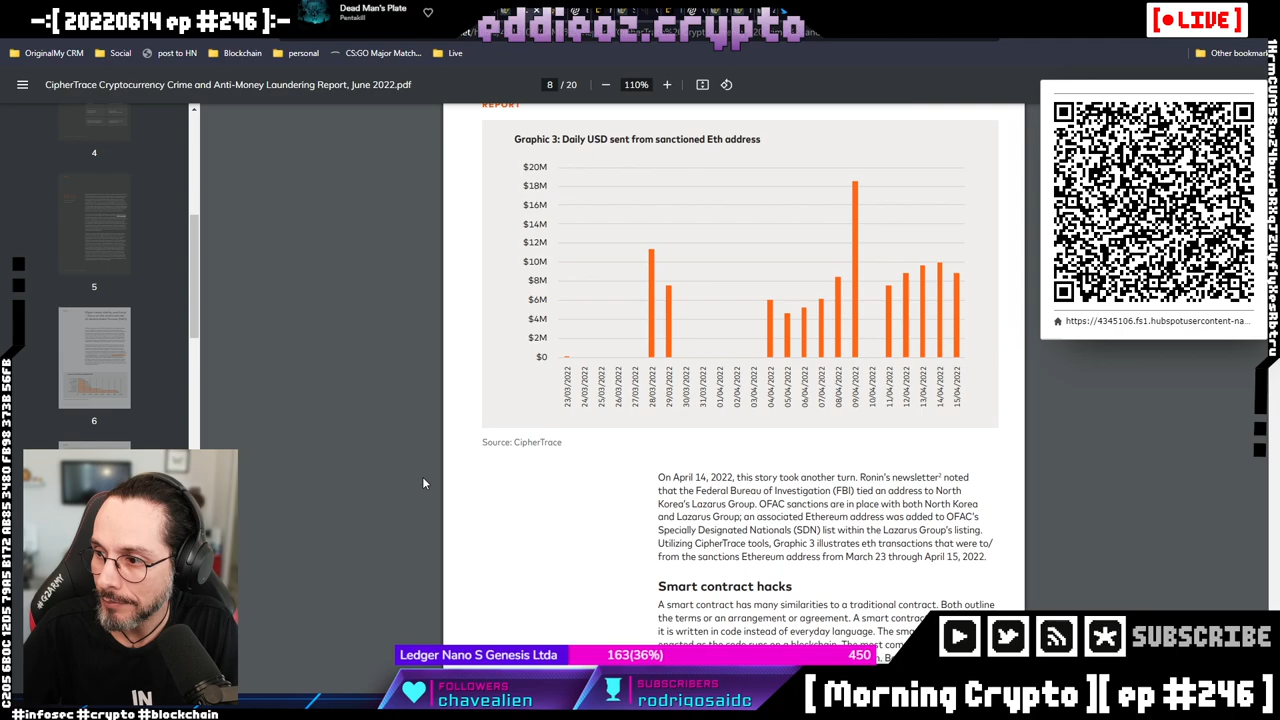 –:[ 20220614 ep #246 ]:–
Dead Man's Plate
Pentskill
eddieoz.crypto
[ LIVE ]
OriginalMy CRM
Social
post to HN
Blockchain
personal
CS:GO Major Match...
Live
Other bookmar
CipherTrace Cryptocurrency Crime and Anti-Money Laundering Report, June 2022.pdf
8 / 20
110%
REPORT
Graphic 3: Daily USD sent from sanctioned Eth address
$20M
$18M
$16M
$14M
$12M
$10M
$8M
$6M
$4M
$2M
$0
23/03/2022
24/03/2022
25/03/2022
26/03/2022
27/03/2022
28/03/2022
29/03/2022
30/03/2022
31/03/2022
01/04/2022
02/04/2022
03/04/2022
04/04/2022
05/04/2022
06/04/2022
07/04/2022
08/04/2022
09/04/2022
10/04/2022
11/04/2022
12/04/2022
13/04/2022
14/04/2022
15/04/2022
Source: CipherTrace
4
5
6
https://4345106.fs1.hubspotusercontent-na...
On April 14, 2022, this story took another turn. Ronin's newsletter² noted
that the Federal Bureau of Investigation (FBI) tied an address to North
Korea's Lazarus Group. OFAC sanctions are in place with both North Korea
and Lazarus Group; an associated Ethereum address was added to OFAC's
Specially Designated Nationals (SDN) list within the Lazarus Group's listing.
Utilizing CipherTrace tools, Graphic 3 illustrates eth transactions that were to/
from the sanctions Ethereum address from March 23 through April 15, 2022.
Smart contract hacks
A smart contract has many similarities to a traditional contract. Both outline
the terms or an arrangement or agreement. A smart contra
it is written in code instead of everyday language. The sma
Ledger Nano S Genesis Ltda
163(36%)
450
FOLLOWERS
chavealien
SUBSCRIBERS
rodrigosaidc
SUBSCRIBE
[ Morning Crypto ][ ep #246 ]
#infosec #crypto #blockchain